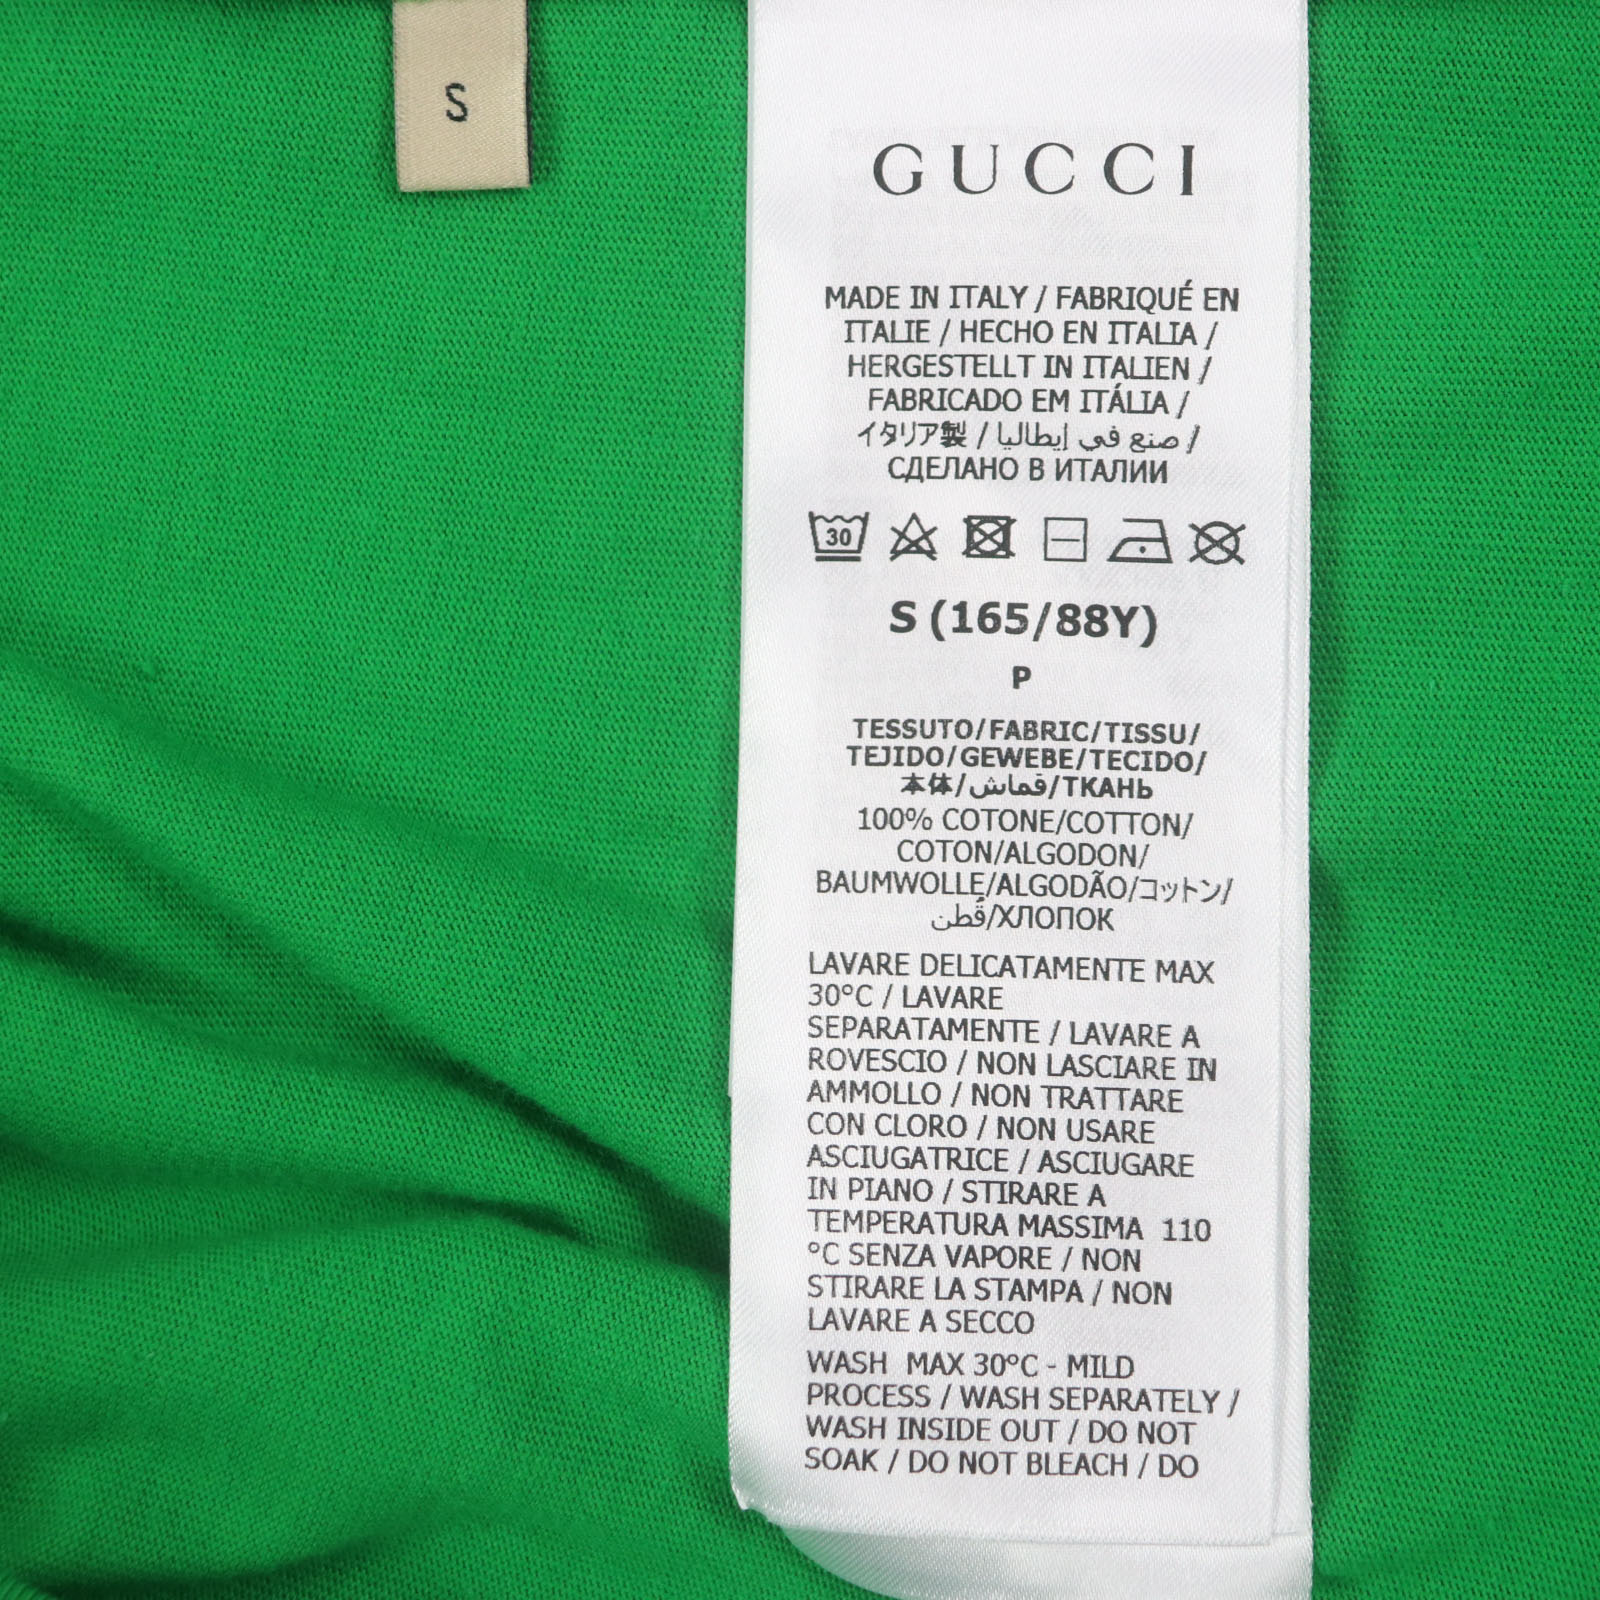 S
GUCCI
MADE IN ITALY / FABRIQUÉ EN
ITALIE / HECHO EN ITALIA /
HERGESTELLT IN ITALIEN /
FABRICADO EM ITÁLIA /
イタリア製 / صنع في إيطاليا /
СДЕЛАНО В ИТАЛИИ
30
S (165/88Y)
P
TESSUTO/FABRIC/TISSU/
TEJIDO/GEWEBE/TECIDO/
本体/قماش/ТКАНЬ
100% COTONE/COTTON/
COTON/ALGODON/
BAUMWOLLE/ALGODÃO/コットン/
قُطن/ХЛОПОК
LAVARE DELICATAMENTE MAX
30°C / LAVARE
SEPARATAMENTE / LAVARE A
ROVESCIO / NON LASCIARE IN
AMMOLLO / NON TRATTARE
CON CLORO / NON USARE
ASCIUGATRICE / ASCIUGARE
IN PIANO / STIRARE A
TEMPERATURA MASSIMA 110
°C SENZA VAPORE / NON
STIRARE LA STAMPA / NON
LAVARE A SECCO
WASH MAX 30°C - MILD
PROCESS / WASH SEPARATELY /
WASH INSIDE OUT / DO NOT
SOAK / DO NOT BLEACH / DO